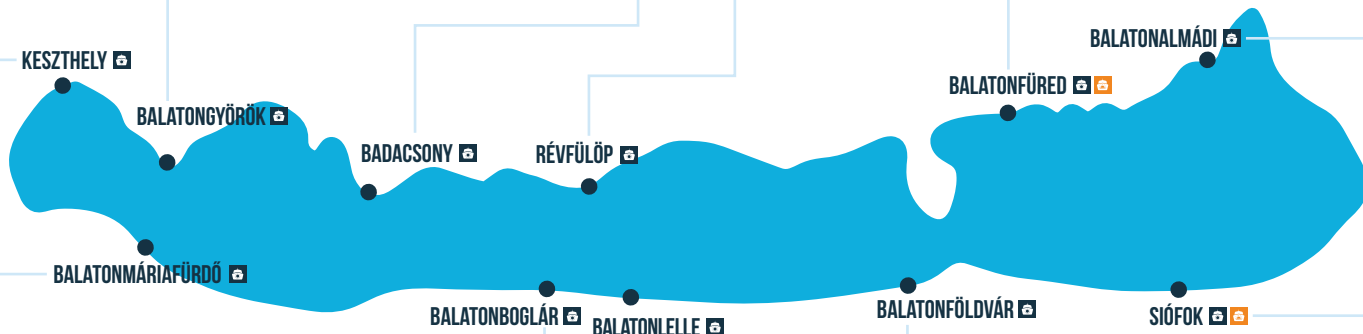 BALATONALMÁDI
KESZTHELY
BALATONFÜRED
BALATONGYÖRÖK
BADACSONY
RÉVFÜLÖP
BALATONMÁRIAFÜRDŐ
BALATONBOGLÁR
BALATONLELLE
BALATONFÖLDVÁR
SIÓFOK